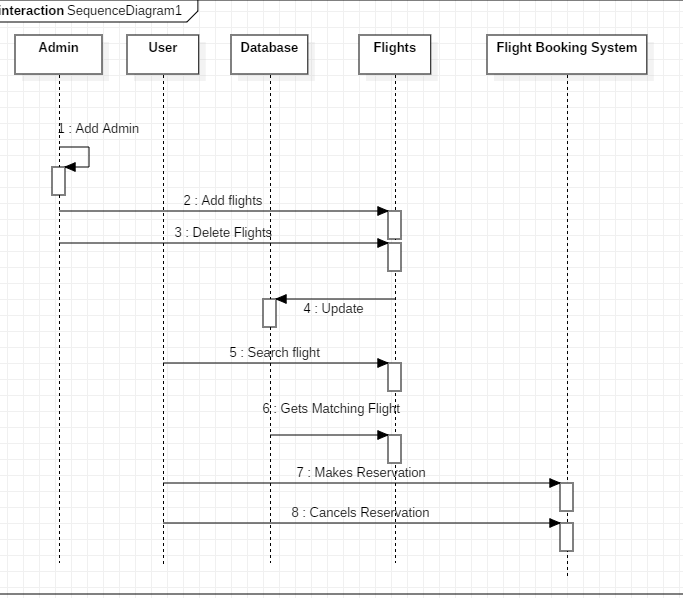 interaction SequenceDiagram1
Admin
User
Database
Flights
Flight Booking System
1 : Add Admin
2 : Add flights
3 : Delete Flights
4 : Update
5 : Search flight
6 : Gets Matching Flight
7 : Makes Reservation
8 : Cancels Reservation